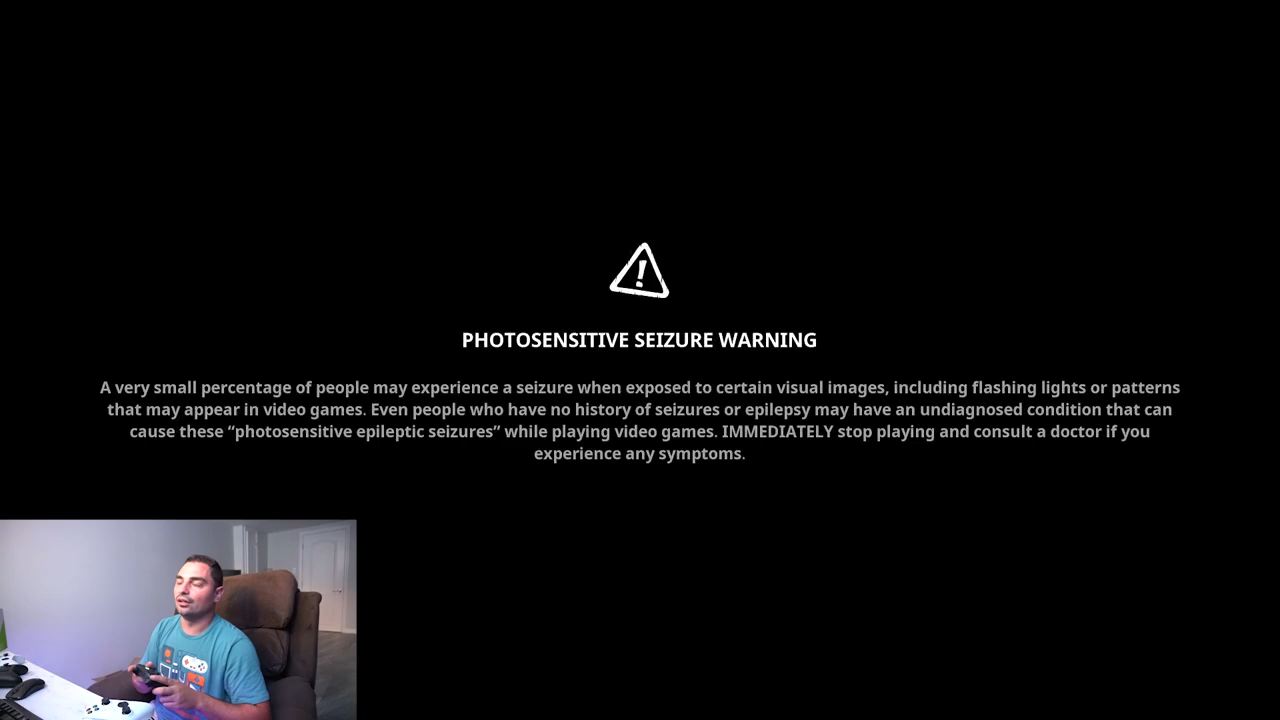 PHOTOSENSITIVE SEIZURE WARNING
A very small percentage of people may experience a seizure when exposed to certain visual images, including flashing lights or patterns
that may appear in video games. Even people who have no history of seizures or epilepsy may have an undiagnosed condition that can
cause these “photosensitive epileptic seizures” while playing video games. IMMEDIATELY stop playing and consult a doctor if you
experience any symptoms.